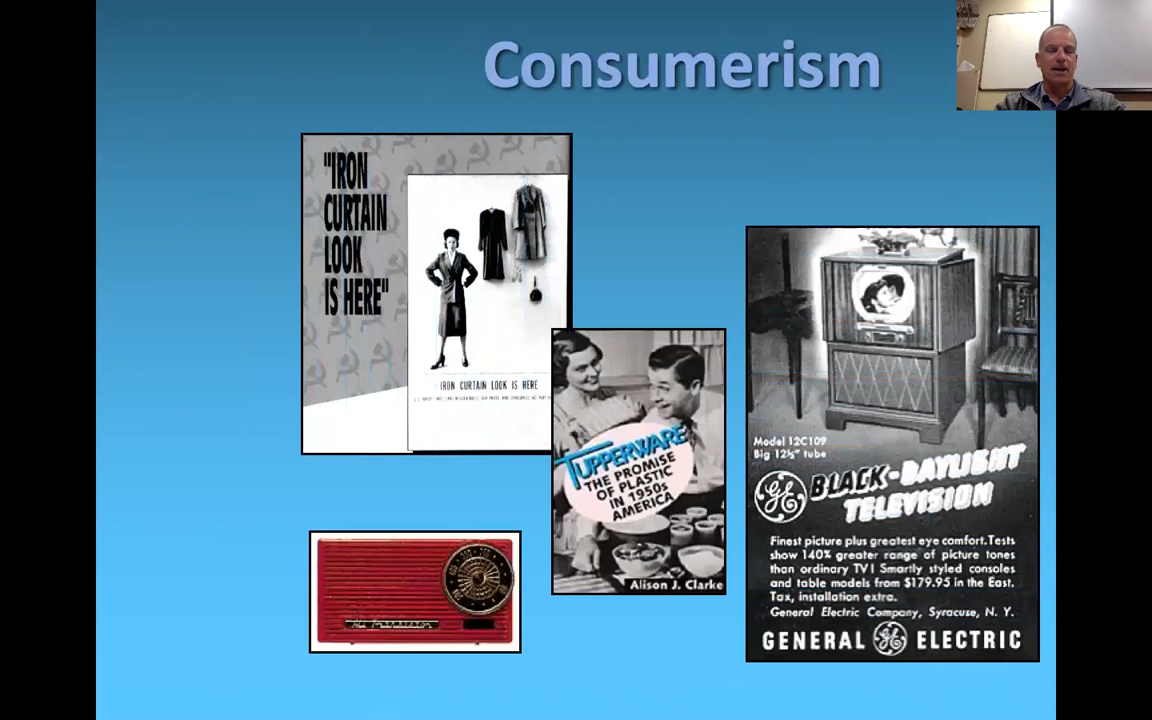 Consumerism
"IRON
CURTAIN
LOOK
IS HERE"
IRON CURTAIN LOOK IS HERE
TUPPERWARE
THE PROMISE
OF PLASTIC
IN 1950s
AMERICA
Alison J. Clarke
Model 12C109
Big 12½" tube
GE BLACK-DAYLIGHT
TELEVISION
Finest picture plus greatest eye comfort. Tests
show 140% greater range of picture tones
than ordinary TV! Smartly styled consoles
and table models from $179.95 in the East.
Tax, installation extra.
General Electric Company, Syracuse, N. Y.
GENERAL GE ELECTRIC